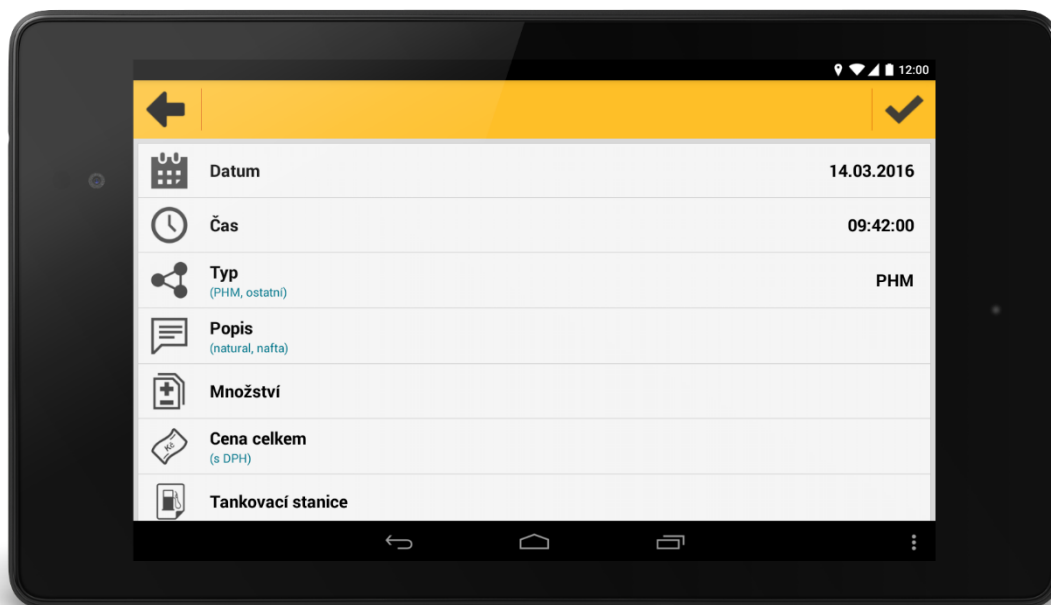 12:00
Datum
14.03.2016
Čas
09:42:00
Typ
(PHM, ostatní)
PHM
Popis
(natural, nafta)
Množství
Kč
Cena celkem
(s DPH)
Tankovací stanice